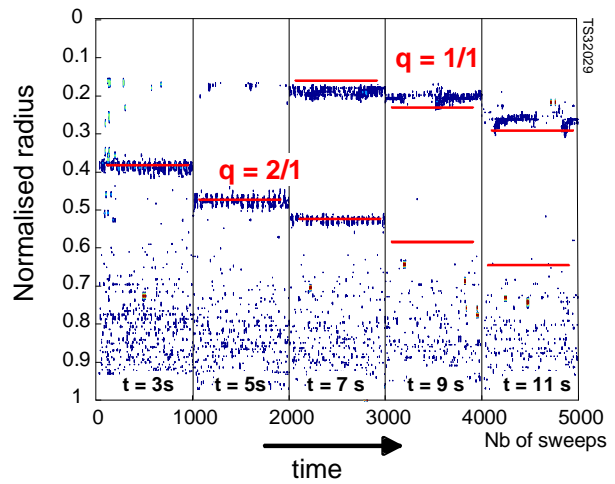 0
0.1
0.2
0.3
0.4
0.5
0.6
0.7
0.8
0.9
1
Normalised radius
q = 1/1
q = 2/1
TS32029
t = 3s
t = 5s
t = 7 s
t = 9 s
t = 11 s
0 1000 2000 3000 4000 5000
Nb of sweeps
time